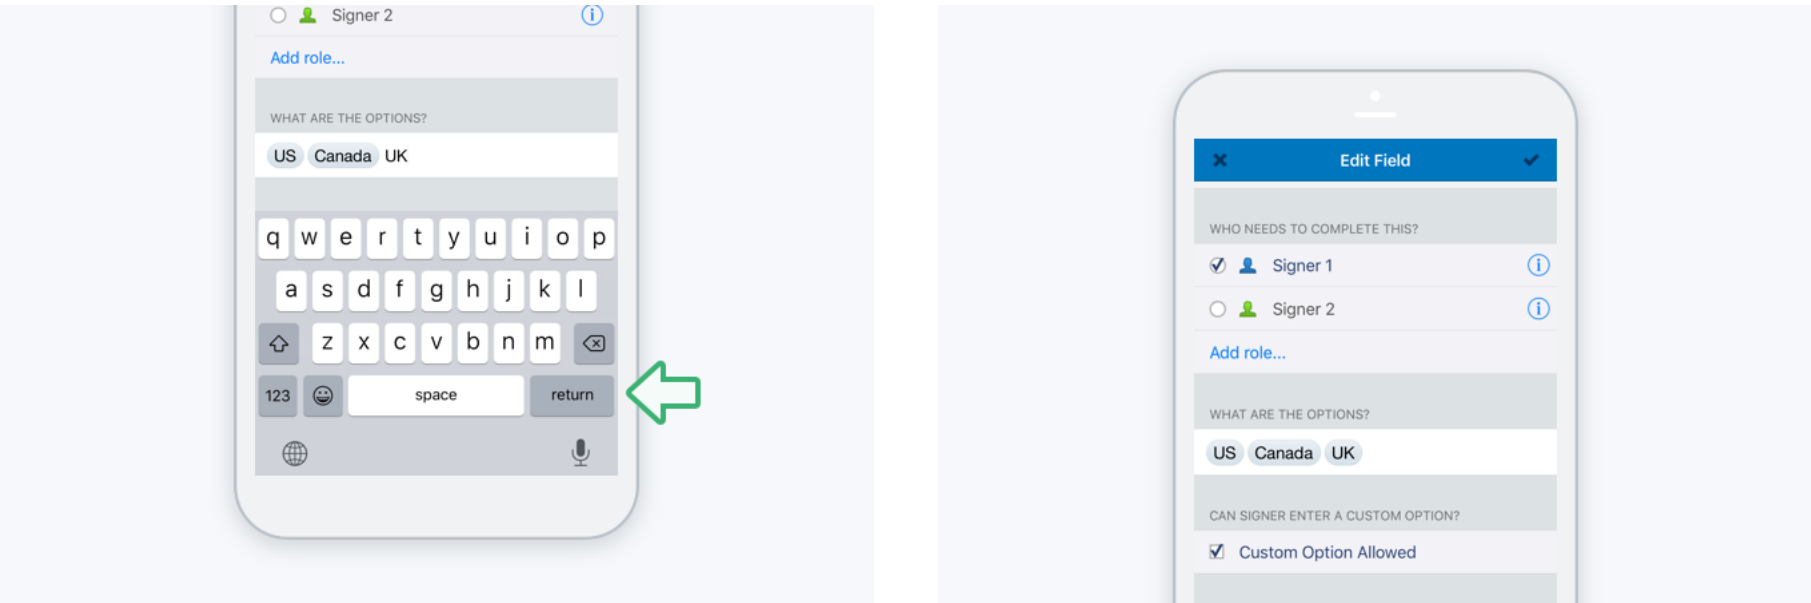 Signer 2
Add role...
WHAT ARE THE OPTIONS?
US Canada UK
q w e r t y u i o p
a s d f g h j k l
z x c v b n m
123 space return
Edit Field
WHO NEEDS TO COMPLETE THIS?
Signer 1
Signer 2
Add role...
WHAT ARE THE OPTIONS?
US Canada UK
CAN SIGNER ENTER A CUSTOM OPTION?
Custom Option Allowed